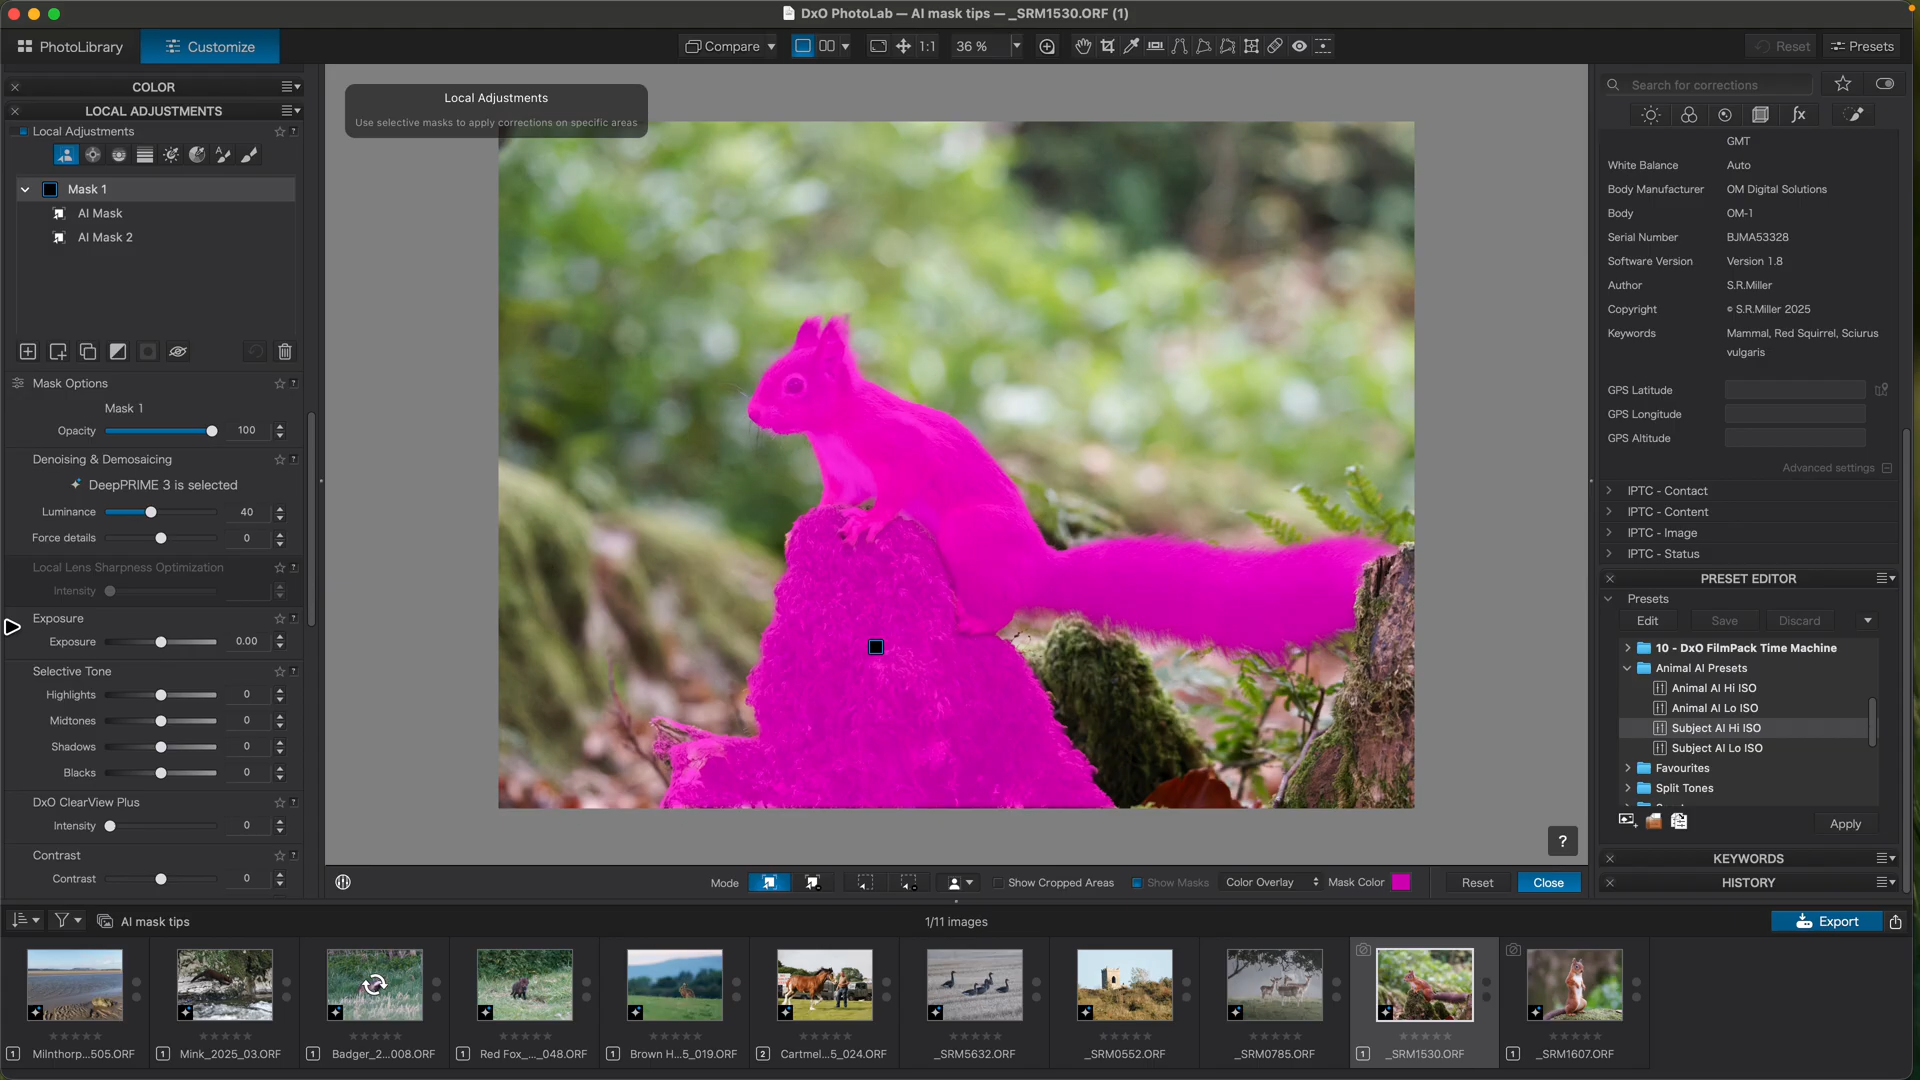 DxO PhotoLab — AI mask tips — _SRM1530.ORF (1)
PhotoLibrary
Customize
Compare
1:1
36 %
Reset
Presets
COLOR
LOCAL ADJUSTMENTS
Local Adjustments
Mask 1
AI Mask
AI Mask 2
Mask Options
Mask 1
Opacity 100
Denoising & Demosaicing
DeepPRIME 3 is selected
Luminance 40
Force details 0
Local Lens Sharpness Optimization
Intensity
Exposure
Exposure 0.00
Selective Tone
Highlights 0
Midtones 0
Shadows 0
Blacks 0
DxO ClearView Plus
Intensity 0
Contrast
Contrast 0
Local Adjustments
Use selective masks to apply corrections on specific areas
?
Mode
Show Cropped Areas
Show Masks
Color Overlay
Mask Color
Reset
Close
Search for corrections
fx
GMT
White Balance Auto
Body Manufacturer OM Digital Solutions
Body OM-1
Serial Number BJMA53328
Software Version Version 1.8
Author S.R.Miller
Copyright © S.R.Miller 2025
Keywords Mammal, Red Squirrel, Sciurus
vulgaris
GPS Latitude
GPS Longitude
GPS Altitude
Advanced settings
IPTC - Contact
IPTC - Content
IPTC - Image
IPTC - Status
PRESET EDITOR
Presets
Edit Save Discard
10 - DxO FilmPack Time Machine
Animal AI Presets
Animal AI Hi ISO
Animal AI Lo ISO
Subject AI Hi ISO
Subject AI Lo ISO
Favourites
Split Tones
Apply
KEYWORDS
HISTORY
AI mask tips
1/11 images
Export
1 Milnthorp...505.ORF
1 Mink_2025_03.ORF
1 Badger_2...008.ORF
1 Red Fox_..._048.ORF
1 Brown H...5_019.ORF
2 Cartmel...5_024.ORF
_SRM5632.ORF
_SRM0552.ORF
_SRM0785.ORF
1 _SRM1530.ORF
1 _SRM1607.ORF